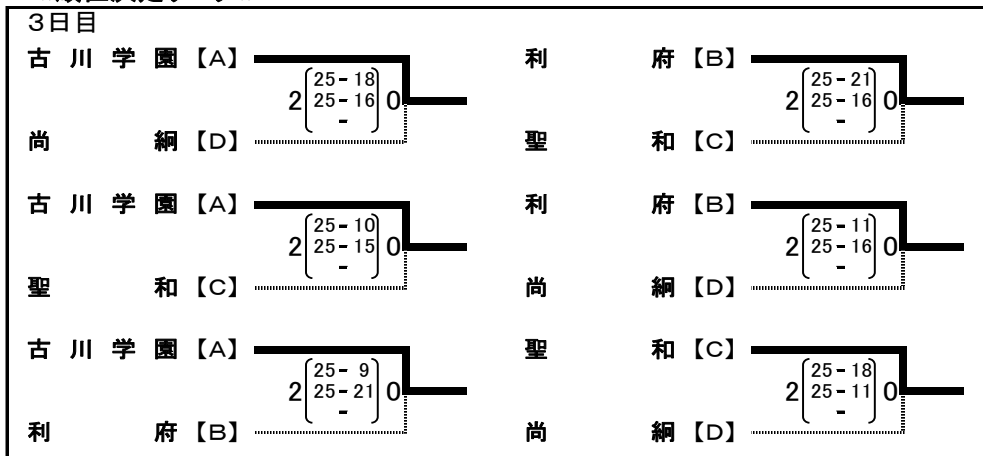 3日目
古川学園【A】 利府【B】
2 25-18 0 2 25-21 0
25-16 25-16
- -
尚絅【D】 聖和【C】
古川学園【A】 利府【B】
2 25-10 0 2 25-11 0
25-15 25-16
- -
聖和【C】 尚絅【D】
古川学園【A】 聖和【C】
2 25-9 0 2 25-18 0
25-21 25-11
- -
利府【B】 尚絅【D】